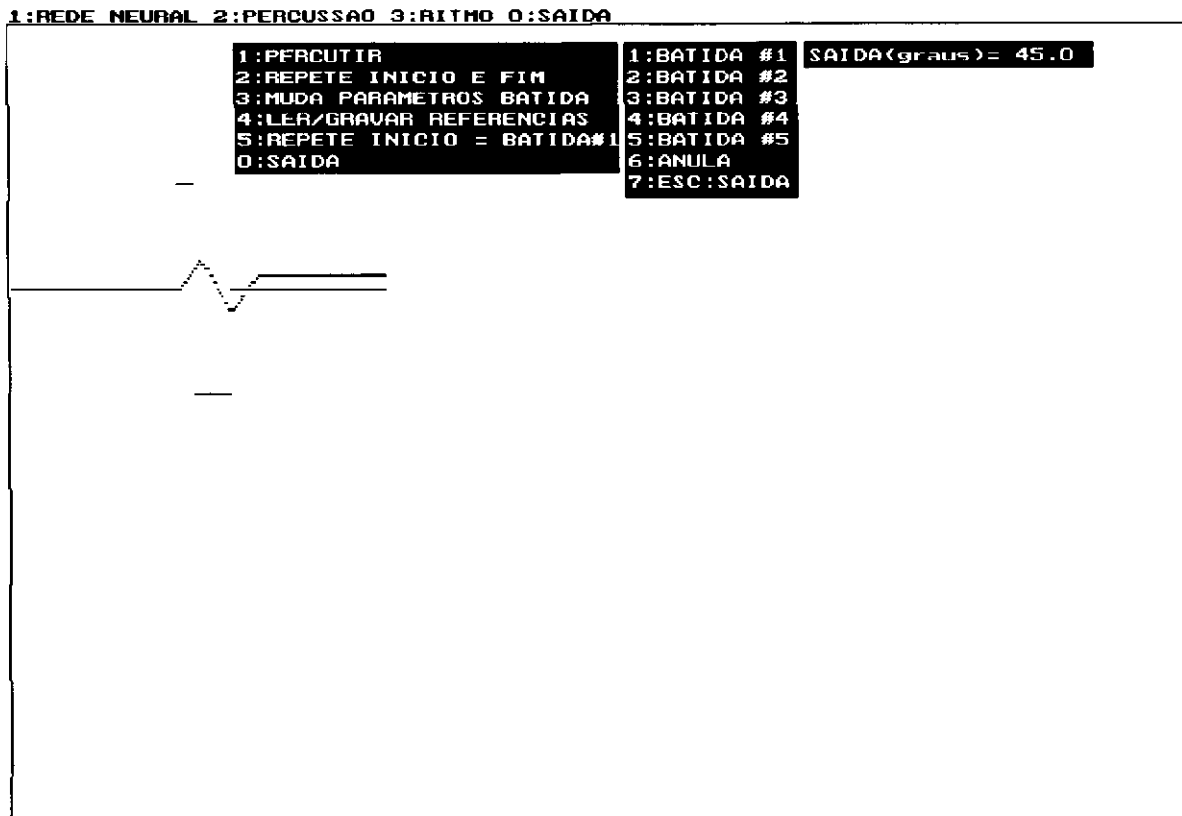 1:REDE NEURAL 2:PERCUSSAO 3:RITMO 0:SAIDA
1:PERCUTIR
2:REPETE INICIO E FIM
3:MUDA PARAMETROS BATIDA
4:LER/GRAVAR REFERENCIAS
5:REPETE INICIO = BATIDA#1
0:SAIDA
1:BATIDA #1
2:BATIDA #2
3:BATIDA #3
4:BATIDA #4
5:BATIDA #5
6:ANULA
7:ESC:SAIDA
SAIDA(graus)= 45.0